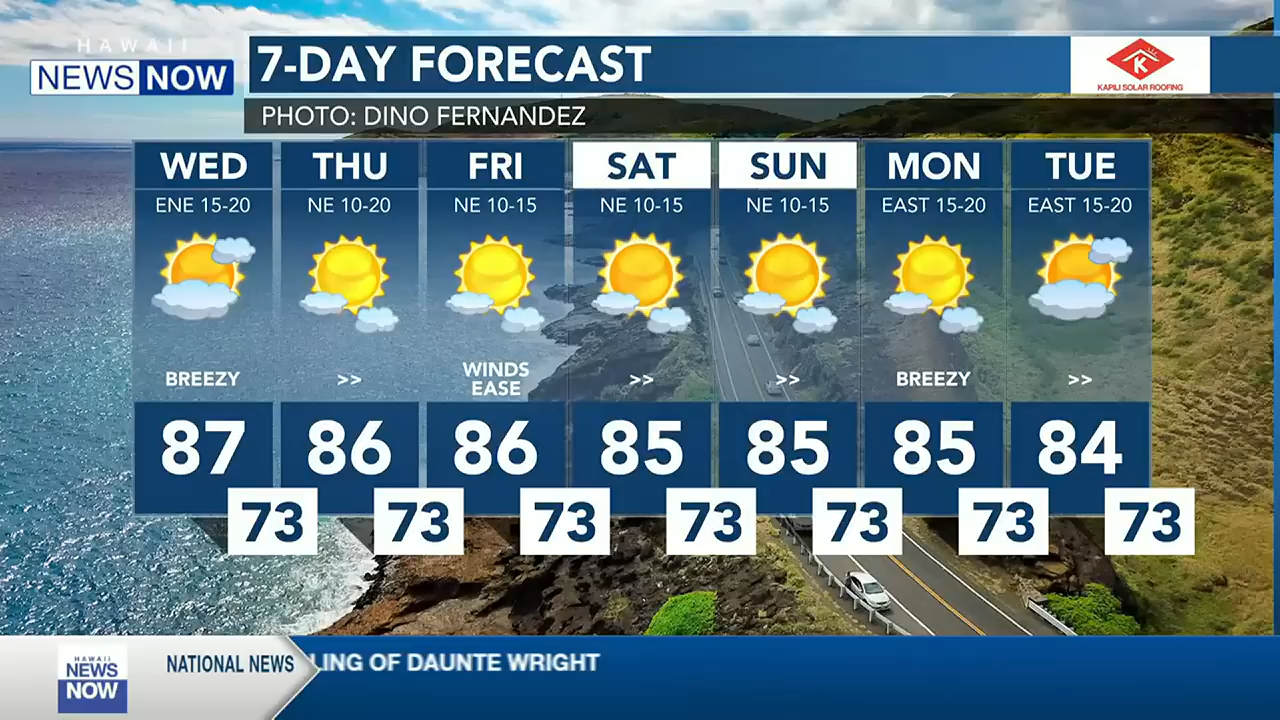 HAWAII
NEWS NOW
7-DAY FORECAST
K
KAPILI SOLAR ROOFING
PHOTO: DINO FERNANDEZ
WED THU FRI SAT SUN MON TUE
ENE 15-20 NE 10-20 NE 10-15 NE 10-15 NE 10-15 EAST 15-20 EAST 15-20
BREEZY >> WINDS EASE >> >> BREEZY >>
87 86 86 85 85 85 84
73 73 73 73 73 73 73
HAWAII
NEWS
NOW
NATIONAL NEWS
LING OF DAUNTE WRIGHT